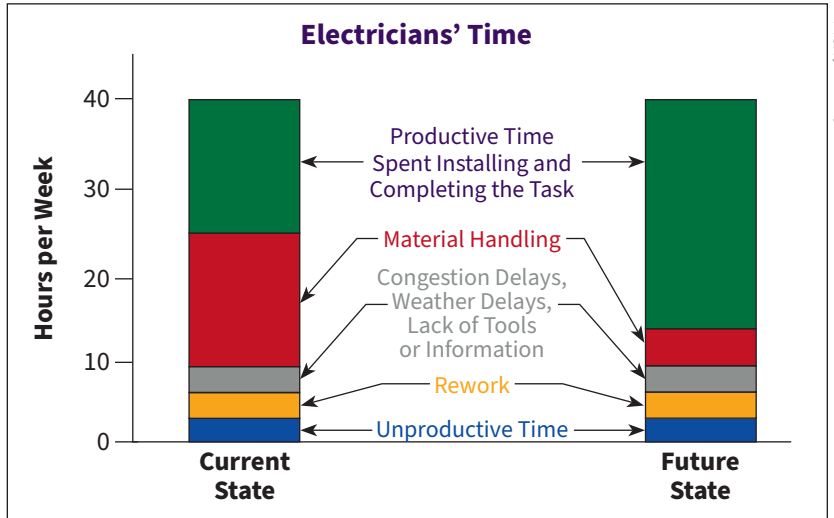 Electricians’ Time
Hours per Week
40
30
20
10
0
Productive Time
Spent Installing and
Completing the Task
Material Handling
Congestion Delays,
Weather Delays,
Lack of Tools
or Information
Rework
Unproductive Time
Current
State
Future
State